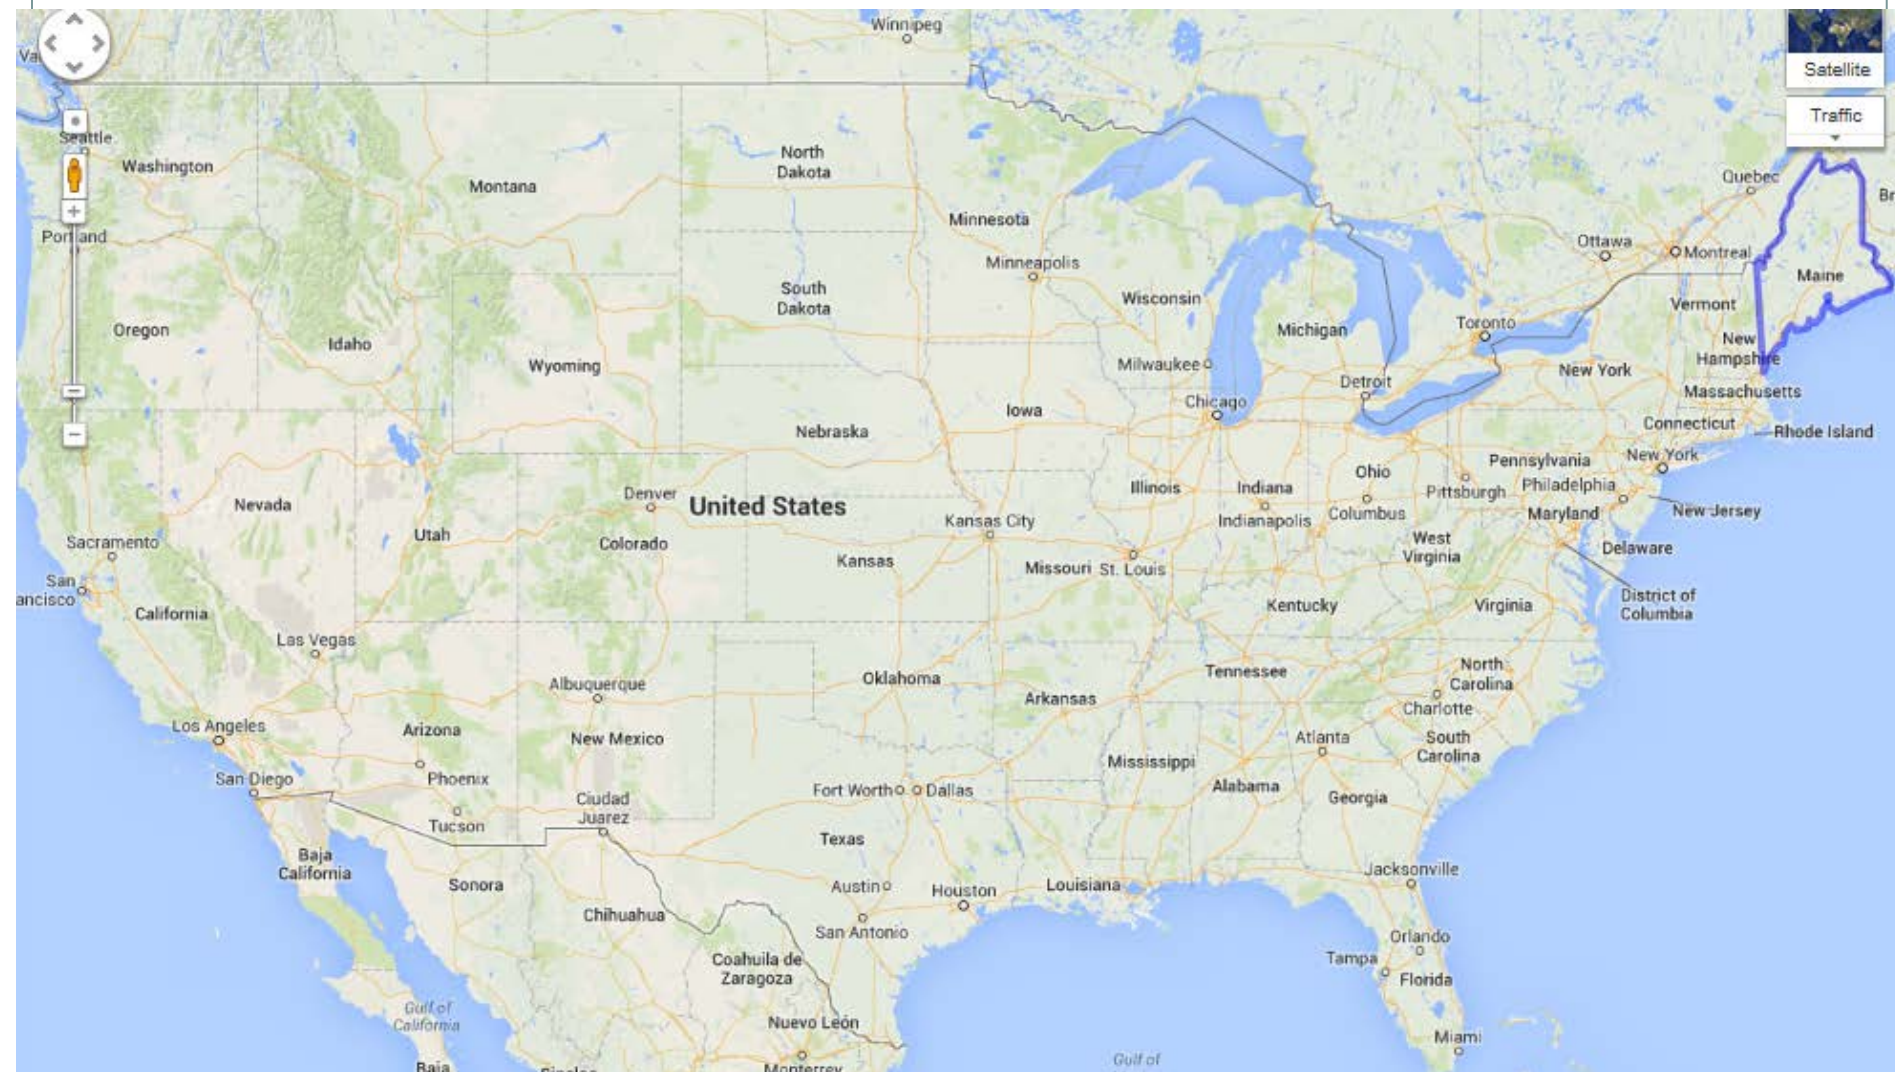 Winnipeg
Satellite
Traffic
Seattle
Washington
Montana
North
Dakota
Minnesota
Quebec
Portland
Ottawa
Montreal
Minneapolis
Maine
South
Dakota
Wisconsin
Vermont
Oregon
Idaho
Michigan
Toronto
New
Hampshire
Wyoming
Milwaukee
Detroit
New York
Massachusetts
Chicago
Iowa
Nebraska
Connecticut
Rhode Island
New York
Pennsylvania
Ohio
Illinois
Indiana
Pittsburgh
Philadelphia
Denver
United States
Nevada
New Jersey
Kansas City
Indianapolis
Columbus
Maryland
Utah
Colorado
Sacramento
West
Virginia
Delaware
Kansas
Missouri
St. Louis
San
ancisco
California
Kentucky
Virginia
District of
Columbia
Las Vegas
Albuquerque
Oklahoma
Tennessee
North
Carolina
Arkansas
Charlotte
Los Angeles
Arizona
New Mexico
Atlanta
South
Carolina
San Diego
Phoenix
Mississippi
Alabama
Georgia
Fort Worth
Dallas
Ciudad
Juarez
Tucson
Texas
Baja
California
Sonora
Austin
Houston
Louisiana
Jacksonville
Chihuahua
San Antonio
Orlando
Tampa
Florida
Coahuila de
Zaragoza
Gulf of
California
Nuevo León
Miami
Gulf of
Baja
Monterrey